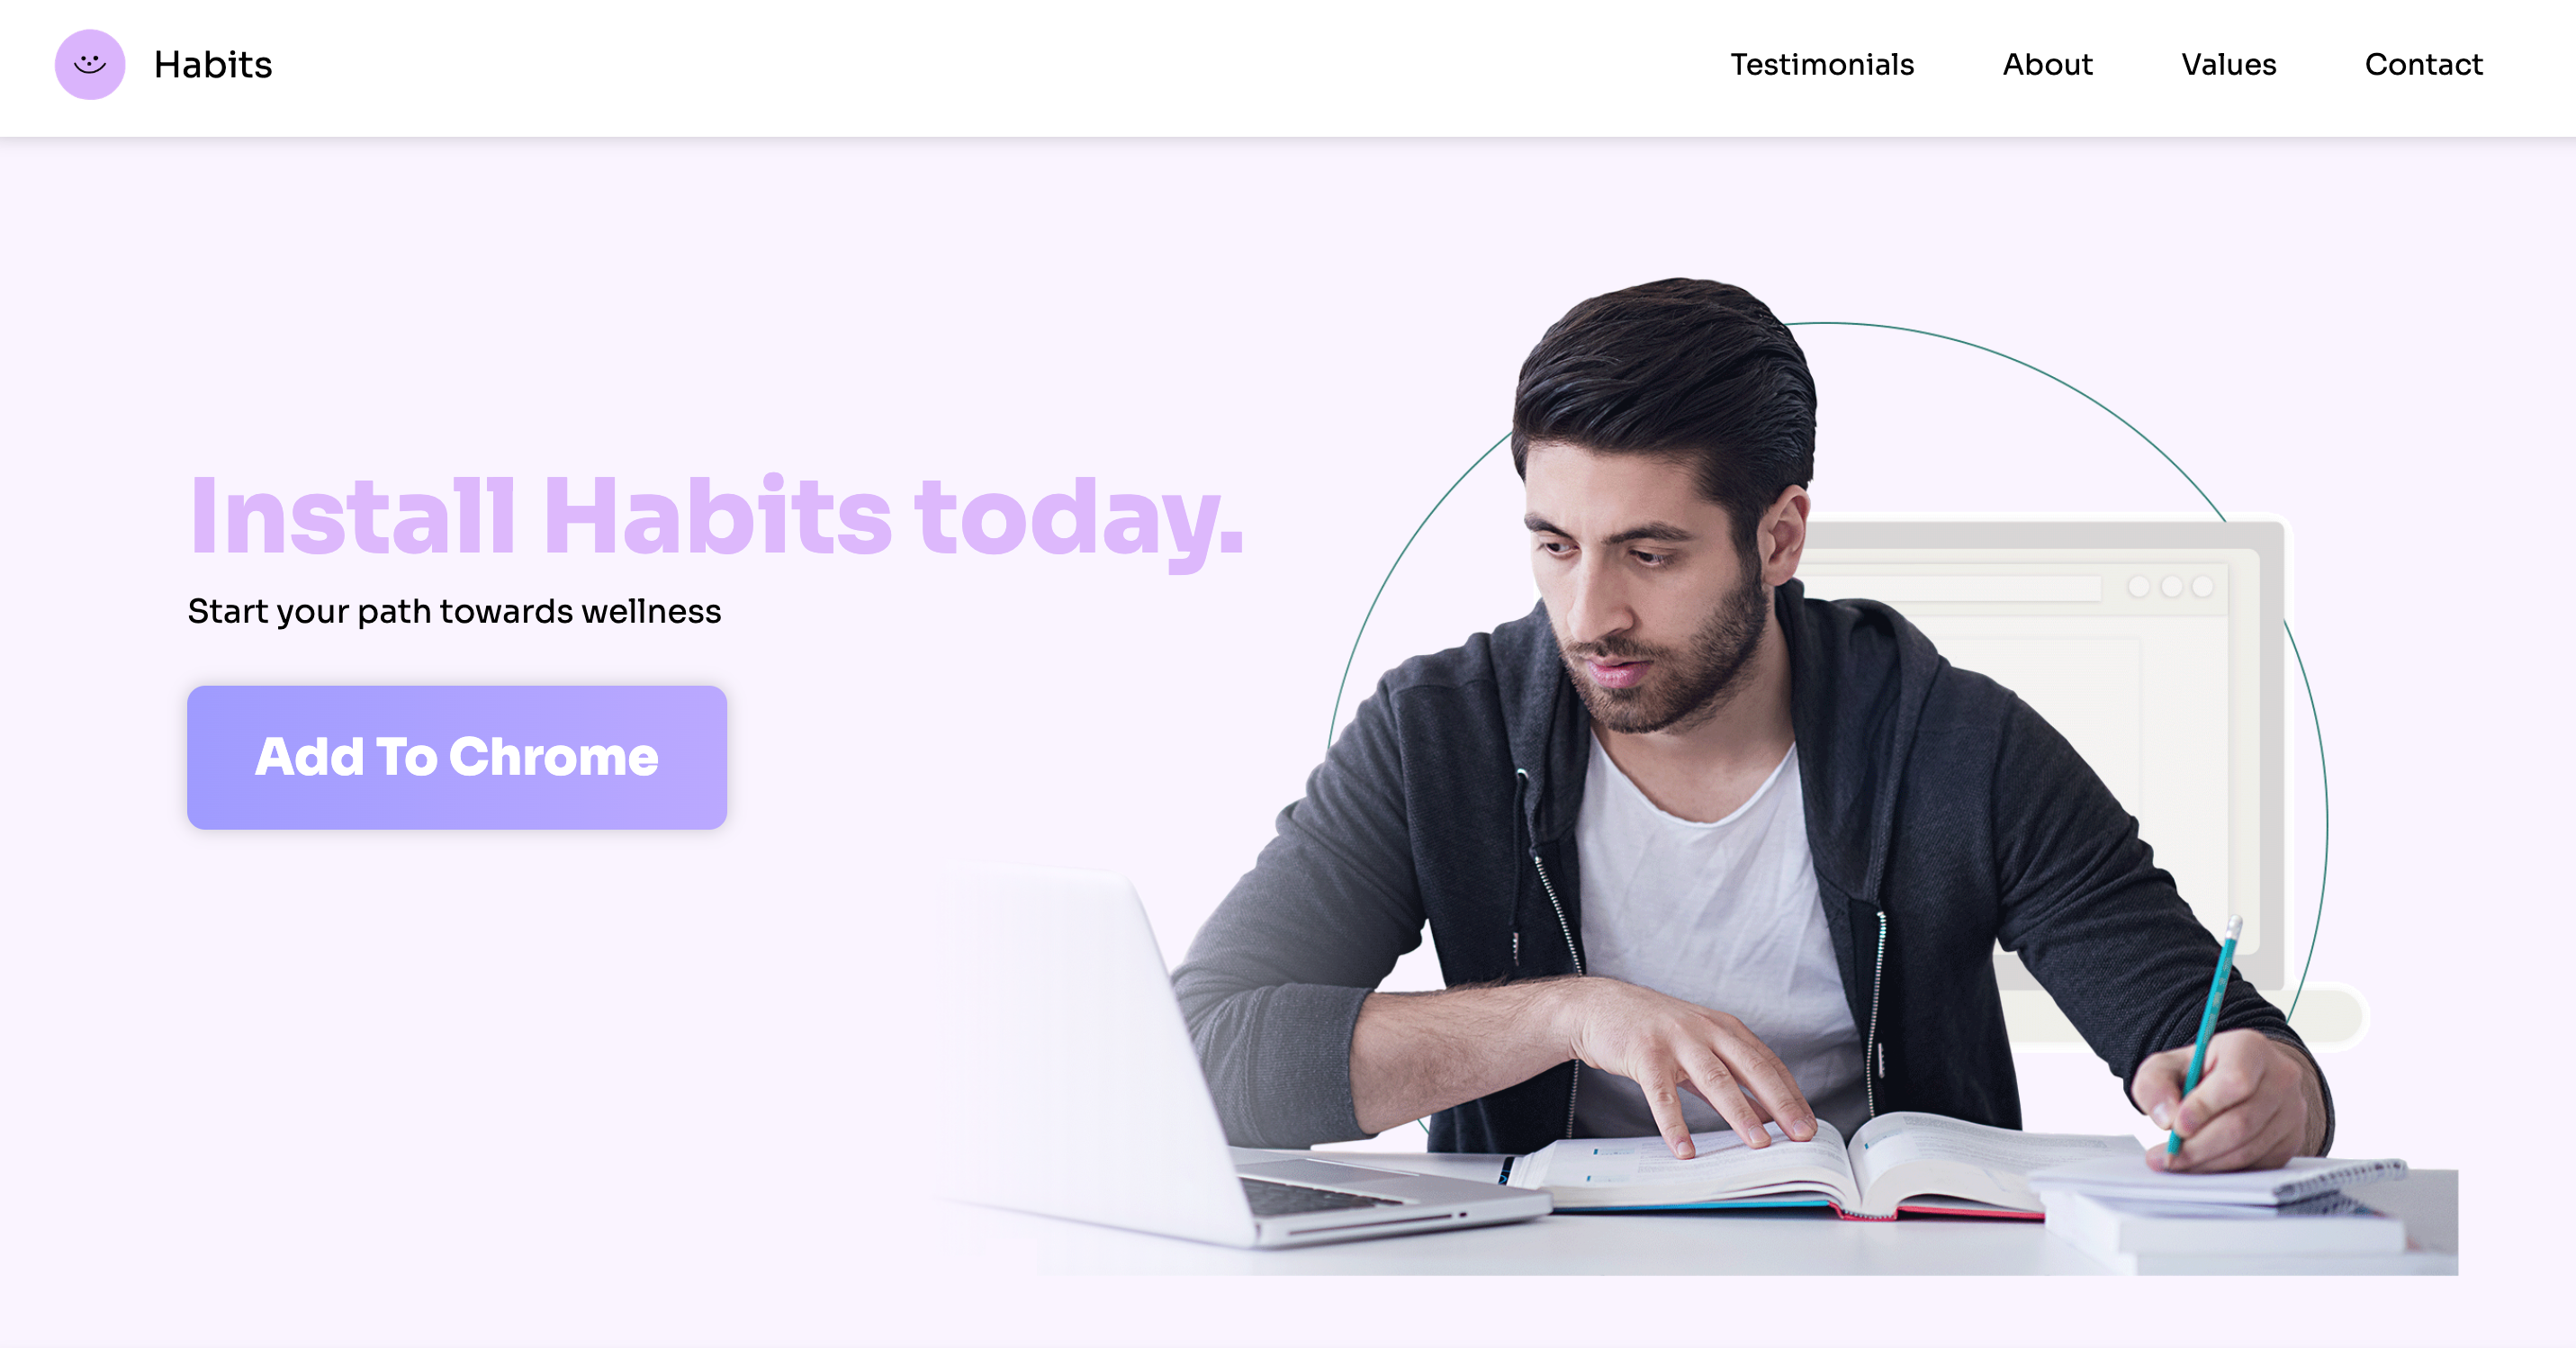 Habits
Testimonials
About
Values
Contact
Install Habits today.
Start your path towards wellness
Add To Chrome